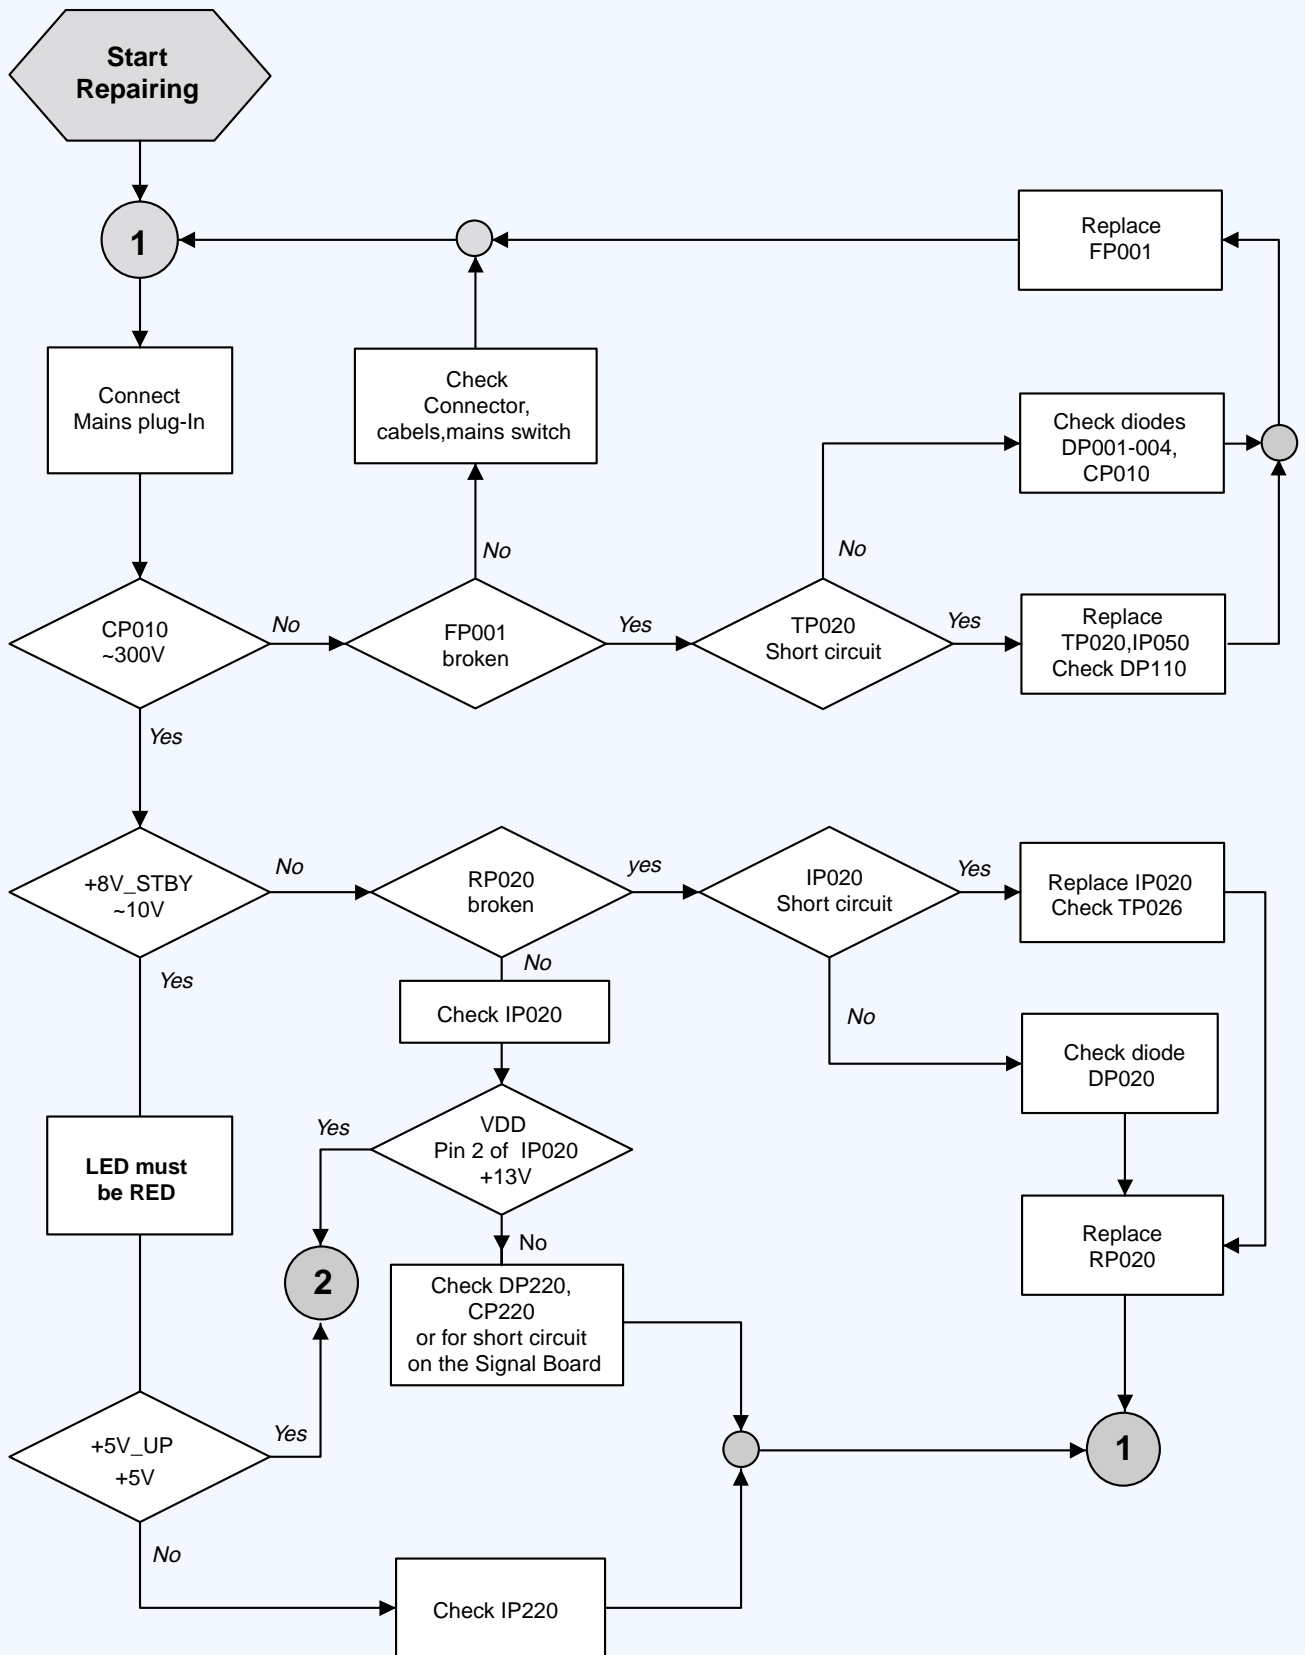 Start
Repairing
1
Replace
FP001
Connect
Mains plug-In
Check
Connector,
cabels,mains switch
Check diodes
DP001-004,
CP010
No
No
CP010
~300V
No
FP001
broken
Yes
TP020
Short circuit
Yes
Replace
TP020,IP050
Check DP110
Yes
+8V_STBY
~10V
No
RP020
broken
yes
IP020
Short circuit
Yes
Replace IP020
Check TP026
Yes
No
Check IP020
No
Check diode
DP020
LED must
be RED
Yes
VDD
Pin 2 of  IP020
+13V
No
2
Check DP220,
CP220
or for short circuit
on the Signal Board
Replace
RP020
+5V_UP
+5V
Yes
1
No
Check IP220